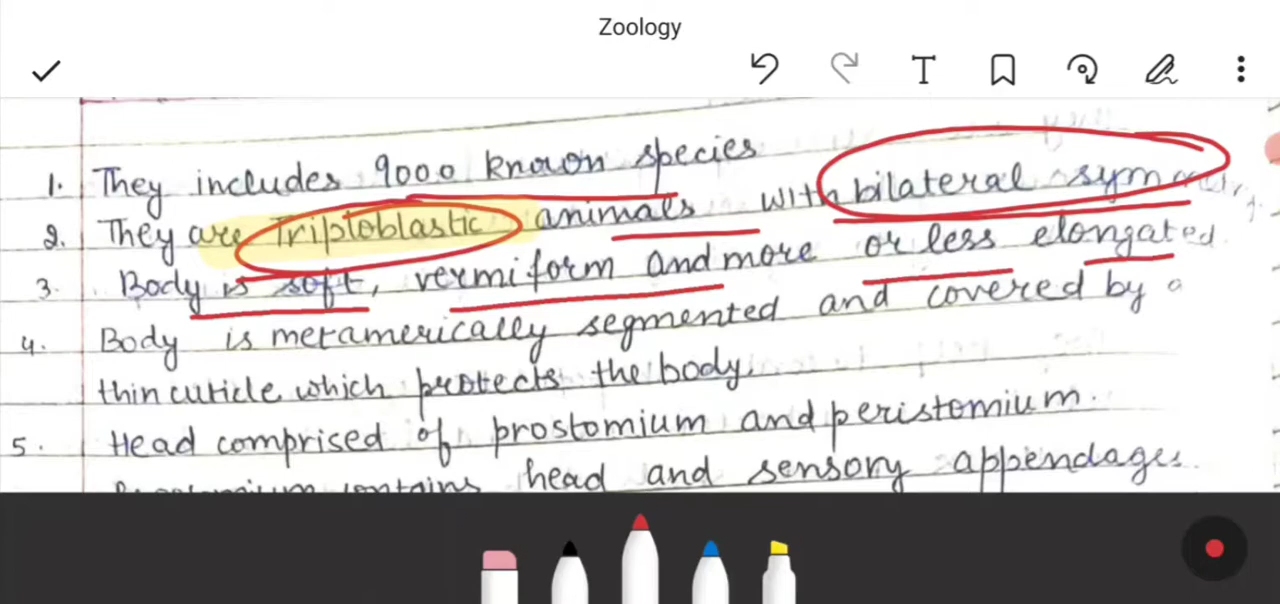 Zoology
T
1. They includes 9000 known species
2. They are Triploblastic animals with bilateral symmetry.
3. Body is soft, vermiform and more or less elongated.
4. Body is metamerically segmented and covered by a
thin cuticle which protects the body.
5. Head comprised of prostomium and peristomium.
Prostomium contains head and sensory appendages.